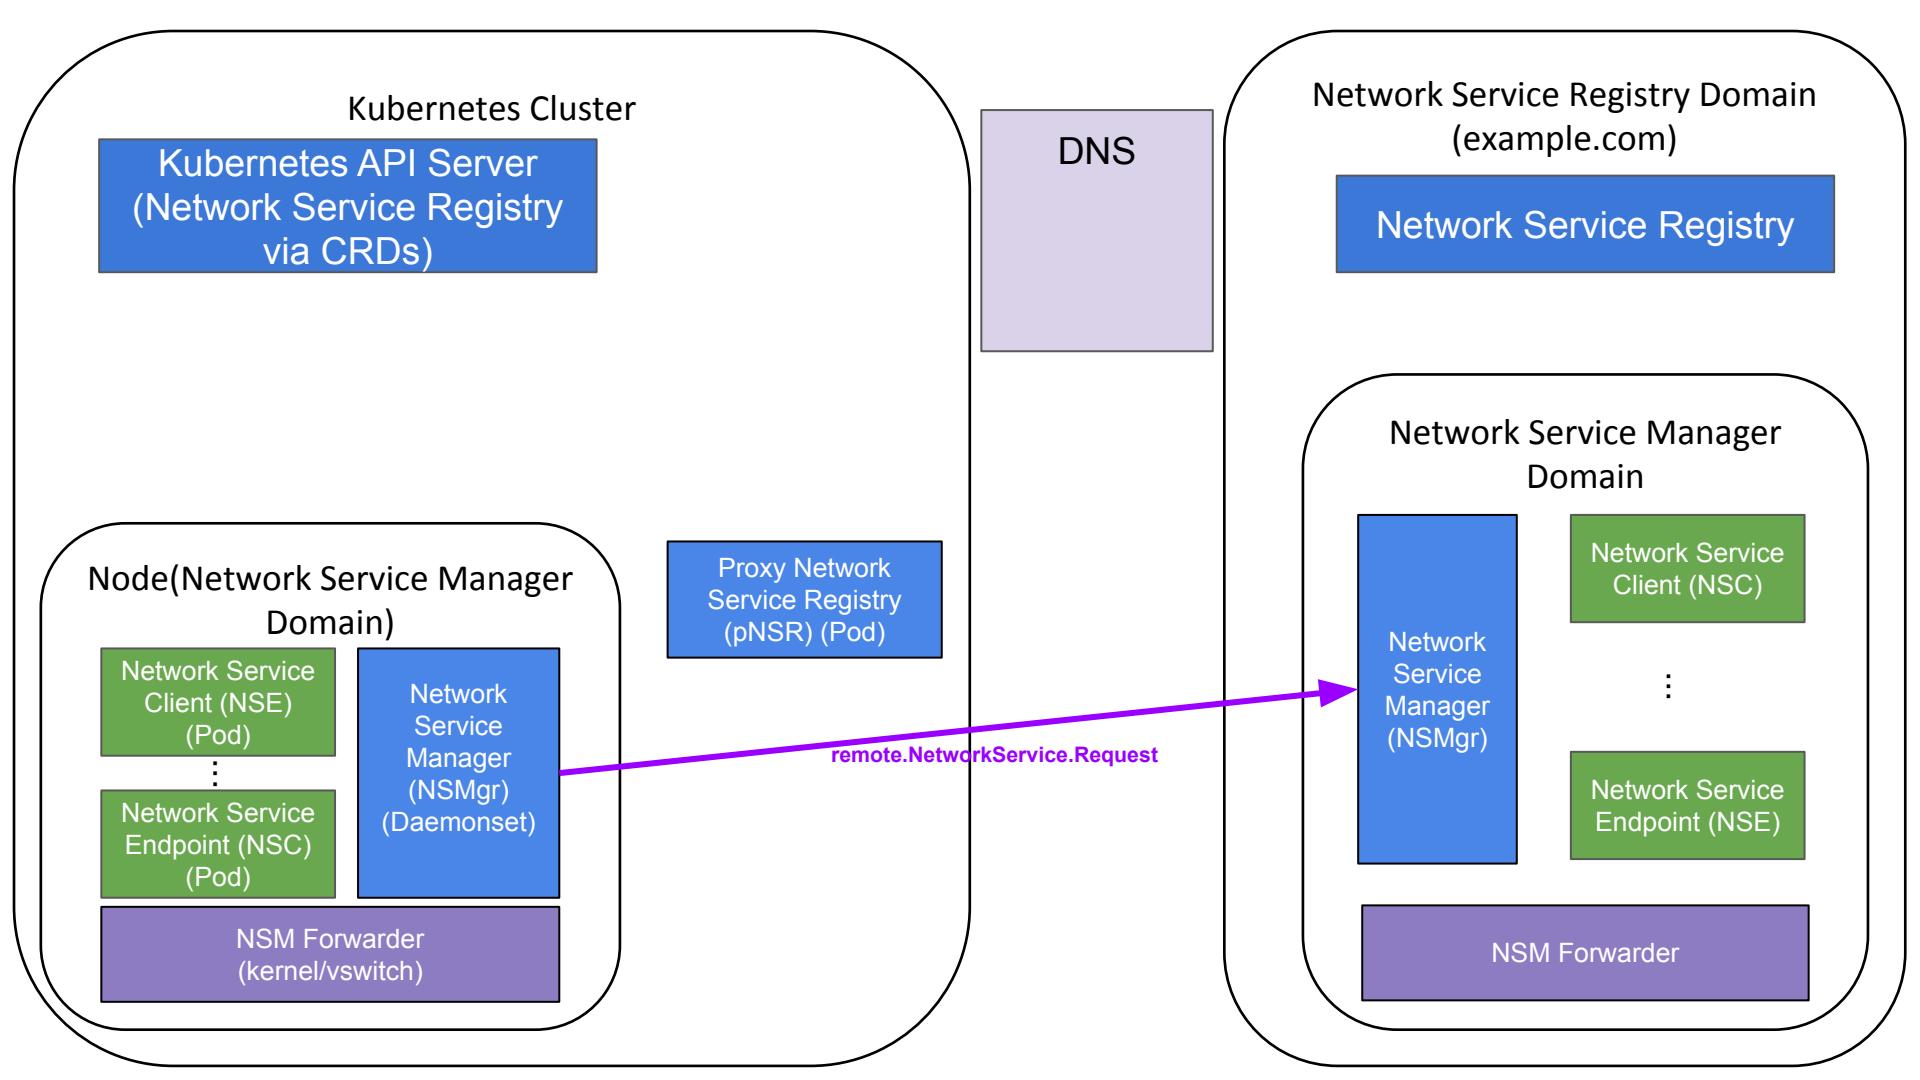 Kubernetes Cluster
Kubernetes API Server
(Network Service Registry
via CRDs)
Node(Network Service Manager
Domain)
Network Service
Client (NSE)
(Pod)
⋮
Network Service
Endpoint (NSC)
(Pod)
Network
Service
Manager
(NSMgr)
(Daemonset)
NSM Forwarder
(kernel/vswitch)
Proxy Network
Service Registry
(pNSR) (Pod)
remote.NetworkService.Request
DNS
Network Service Registry Domain
(example.com)
Network Service Registry
Network Service Manager
Domain
Network
Service
Manager
(NSMgr)
Network Service
Client (NSC)
⋮
Network Service
Endpoint (NSE)
NSM Forwarder